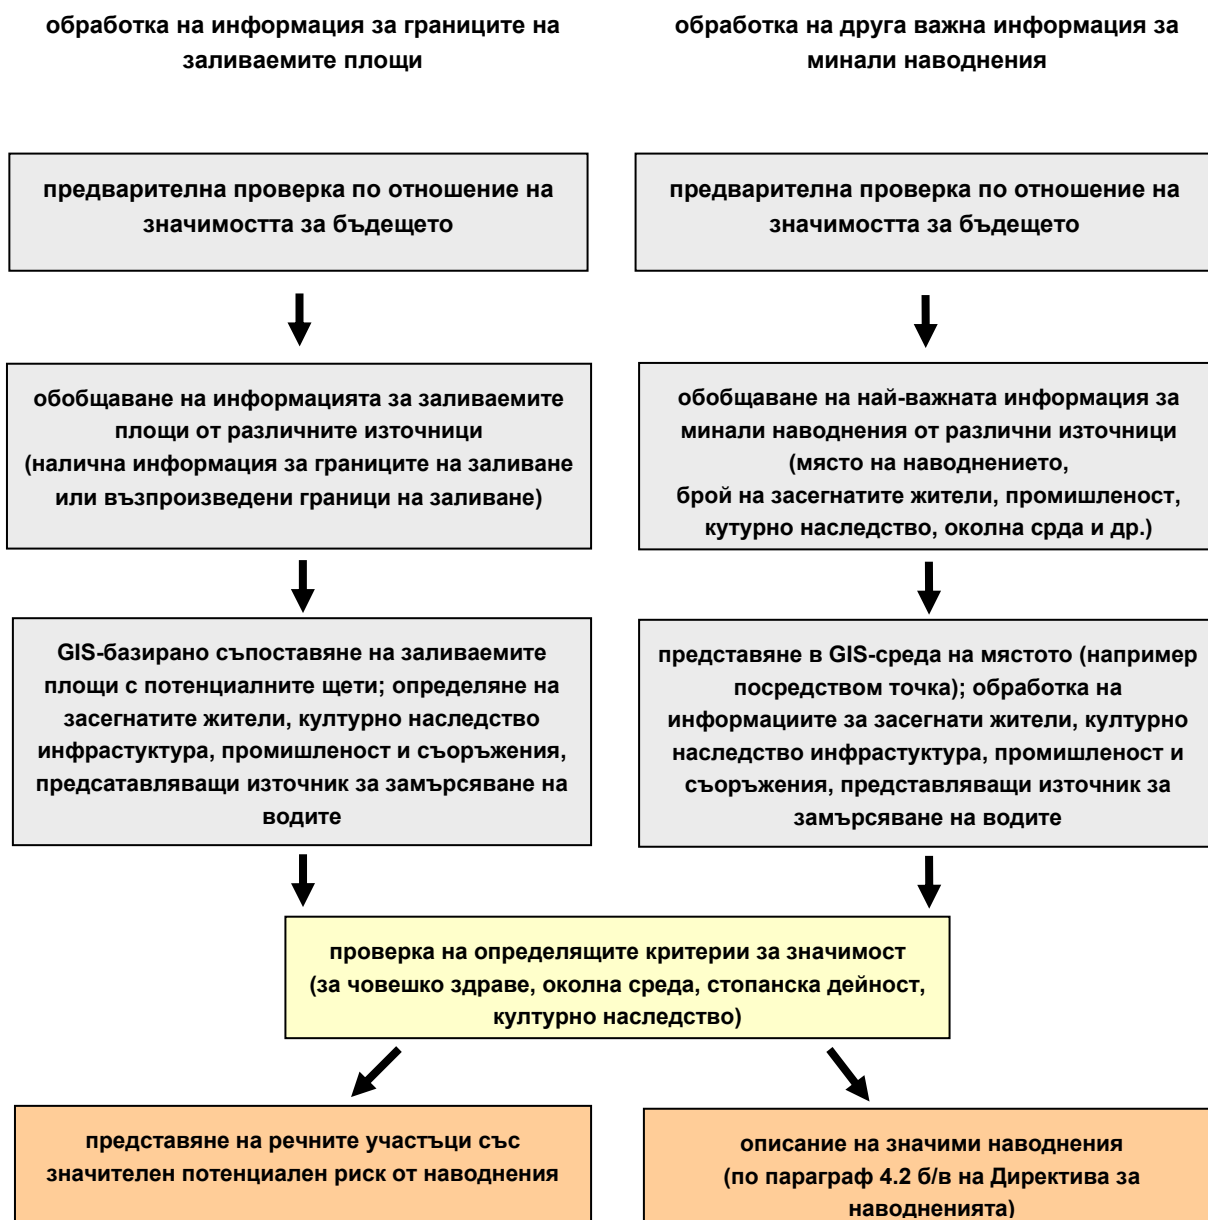 обработка на информация за границите на
заливаемите площи
обработка на друга важна информация за
минали наводнения
предварителна проверка по отношение на
значимостта за бъдещето
предварителна проверка по отношение на
значимостта за бъдещето
обобщаване на информацията за заливаемите
площи от различните източници
(налична информация за границите на заливане
или възпроизведени граници на заливане)
обобщаване на най-важната информация за
минали наводнения от различни източници
(място на наводнението,
брой на засегнатите жители, промишленост,
кутурно наследство, околна срда и др.)
GIS-базирано съпоставяне на заливаемите
площи с потенциалните щети; определяне на
засегнатите жители, културно наследство
инфрастуктура, промишленост и съоръжения,
предсатавляващи източник за замърсяване на
водите
представяне в GIS-среда на мястото (например
посредством точка); обработка на
информациите за засегнати жители, културно
наследство инфрастуктура, промишленост и
съоръжения, представляващи източник за
замърсяване на водите
проверка на определящите критерии за значимост
(за човешко здраве, околна среда, стопанска дейност,
културно наследство)
представяне на речните участъци със
значителен потенциален риск от наводнения
описание на значими наводнения
(по параграф 4.2 б/в на Директива за
наводненията)